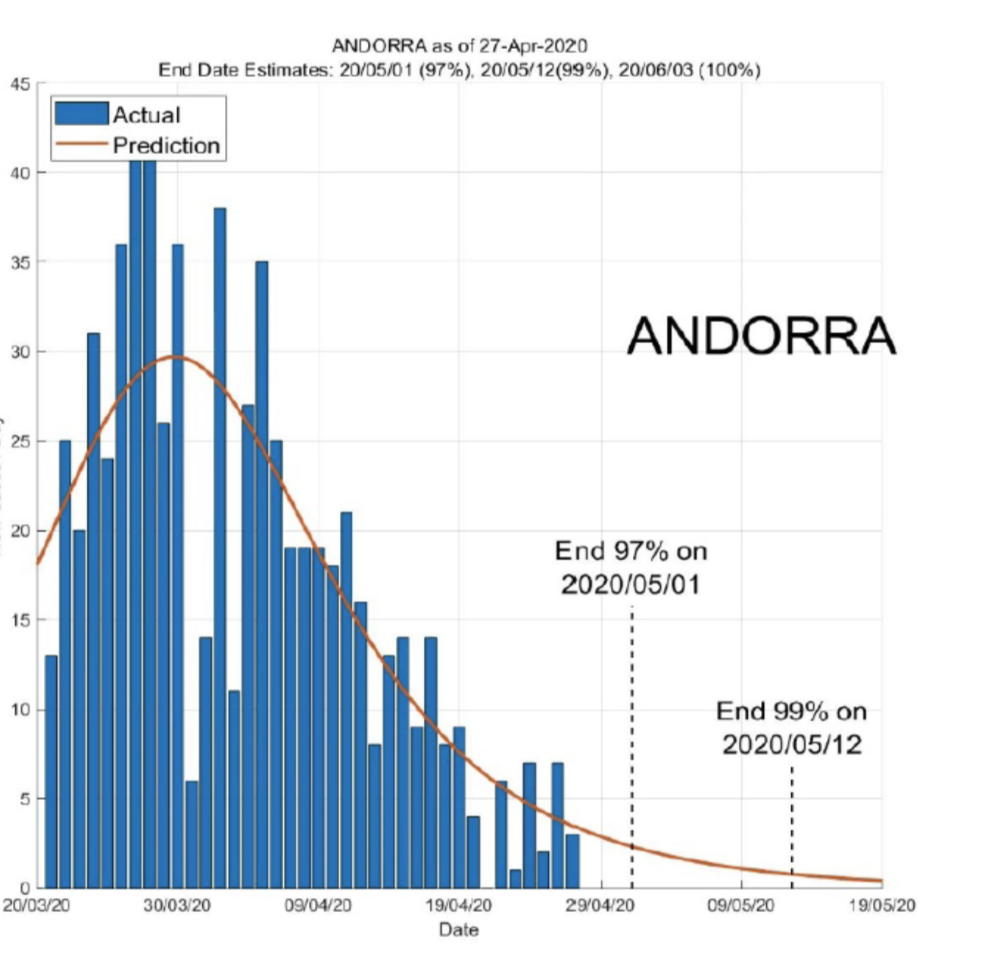 ANDORRA as of 27-Apr-2020
End Date Estimates: 20/05/01 (97%), 20/05/12(99%), 20/06/03 (100%)
45
Actual
Prediction
40
35
ANDORRA
30
25
20
End 97% on
2020/05/01
15
10
End 99% on
2020/05/12
5
0
20/03/20 30/03/20 09/04/20 19/04/20 29/04/20 09/05/20 19/05/20
Date